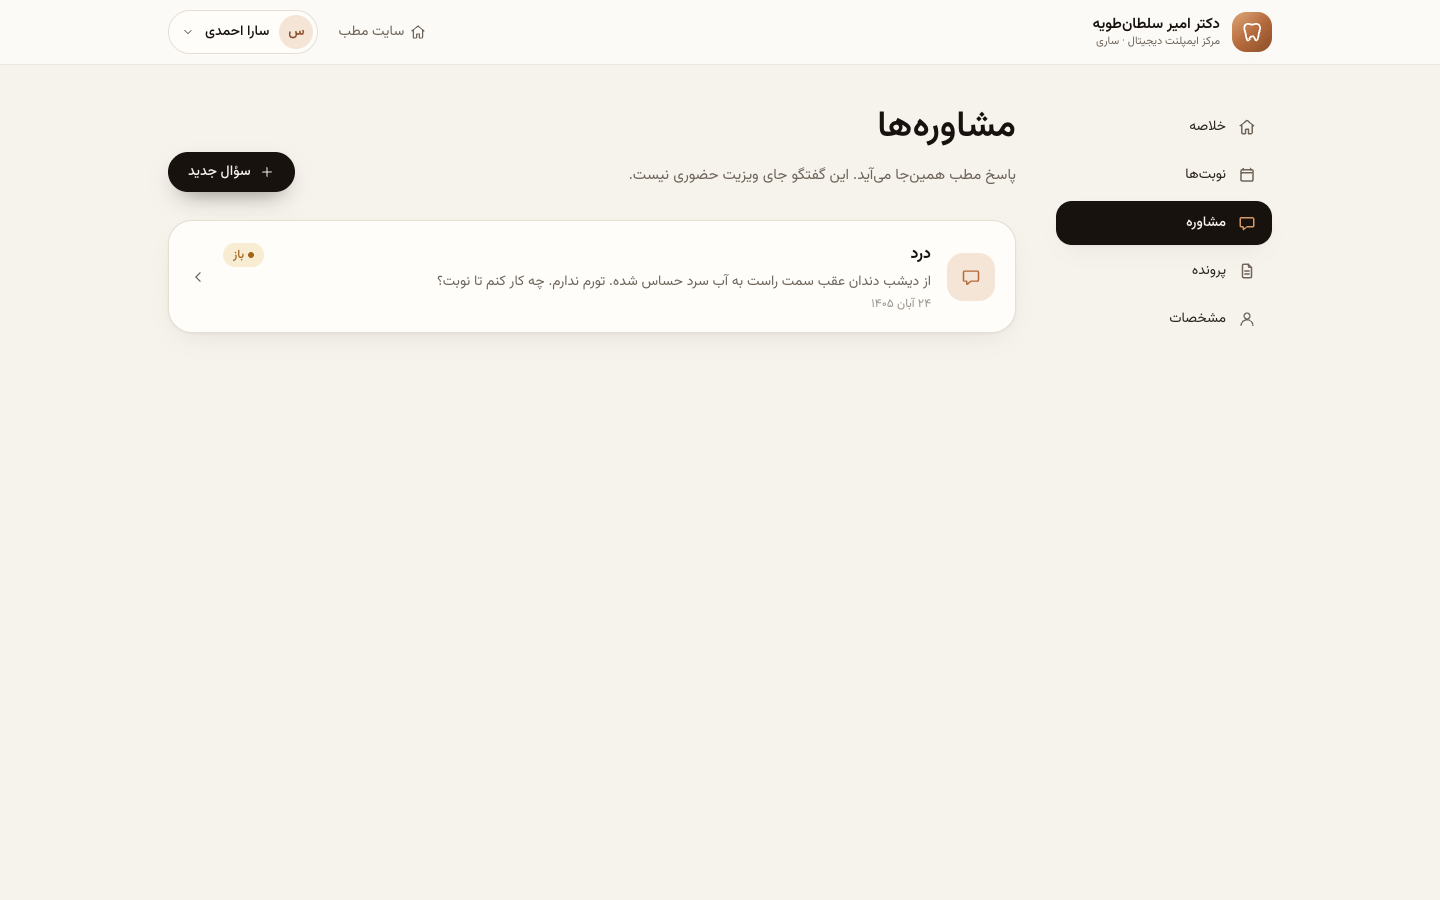 دکتر امیر سلطان‌طویه
مرکز ایمپلنت دیجیتال · ساری
سایت مطب
س
سارا احمدی
خلاصه
نوبت‌ها
مشاوره
پرونده
مشخصات
مشاوره‌ها
پاسخ مطب همین‌جا می‌آید. این گفتگو جای ویزیت حضوری نیست.
سؤال جدید
درد
باز
از دیشب دندان عقب سمت راست به آب سرد حساس شده. تورم ندارم. چه کار کنم تا نوبت؟
۲۴ آبان ۱۴۰۵